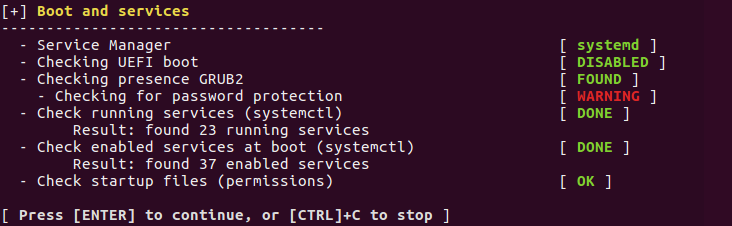 [+] Boot and services
------------------------------------
  - Service Manager                                           [ systemd ]
  - Checking UEFI boot                                        [ DISABLED ]
  - Checking presence GRUB2                                   [ FOUND ]
    - Checking for password protection                        [ WARNING ]
  - Check running services (systemctl)                        [ DONE ]
        Result: found 23 running services
  - Check enabled services at boot (systemctl)                [ DONE ]
        Result: found 37 enabled services
  - Check startup files (permissions)                         [ OK ]
[ Press [ENTER] to continue, or [CTRL]+C to stop ]